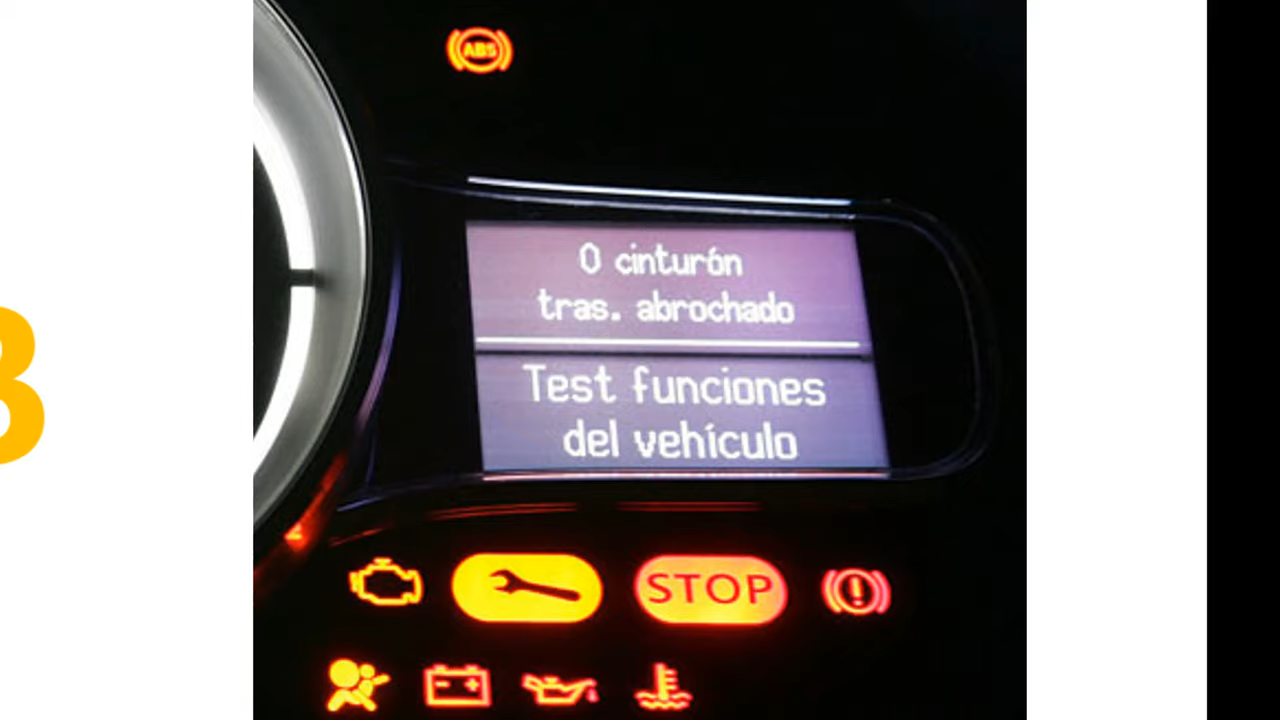 ABS
0 cinturón
tras. abrochado
Test funciones
del vehículo
STOP